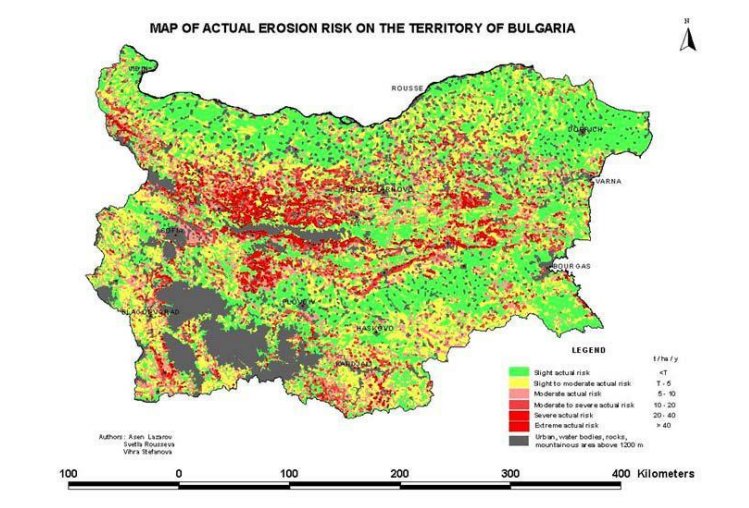 MAP OF ACTUAL EROSION RISK ON THE TERRITORY OF BULGARIA
N
ROUSSE
DOBRICH
VELIKO TARNOVO
VARNA
SOFIA
BOURGAS
PLOVDIV
BLAGOEVGRAD
HASKOVO
LEGEND
t / ha / y
Slight actual risk <T
Slight to moderate actual risk T - 5
Moderate actual risk 5 - 10
Moderate to severe actual risk 10 - 20
Severe actual risk 20 - 40
Extreme actual risk > 40
Urban, water bodies, rocks,
mountainous area above 1200 m
Authors: Asen Lazarov
Svetla Rousseva
Vihra Stefanova
100 0 100 200 300 400 Kilometers